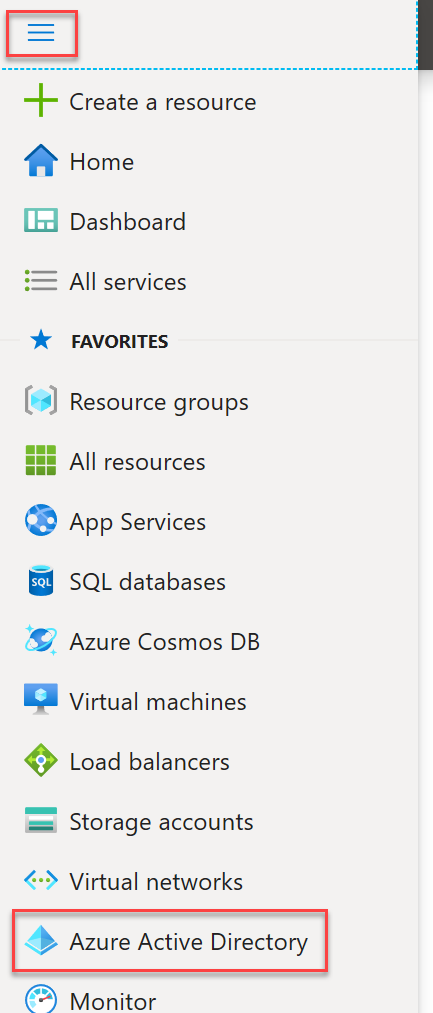 Create a resource
Home
Dashboard
All services
FAVORITES
Resource groups
All resources
App Services
SQL
SQL databases
Azure Cosmos DB
Virtual machines
Load balancers
Storage accounts
Virtual networks
Azure Active Directory
Monitor